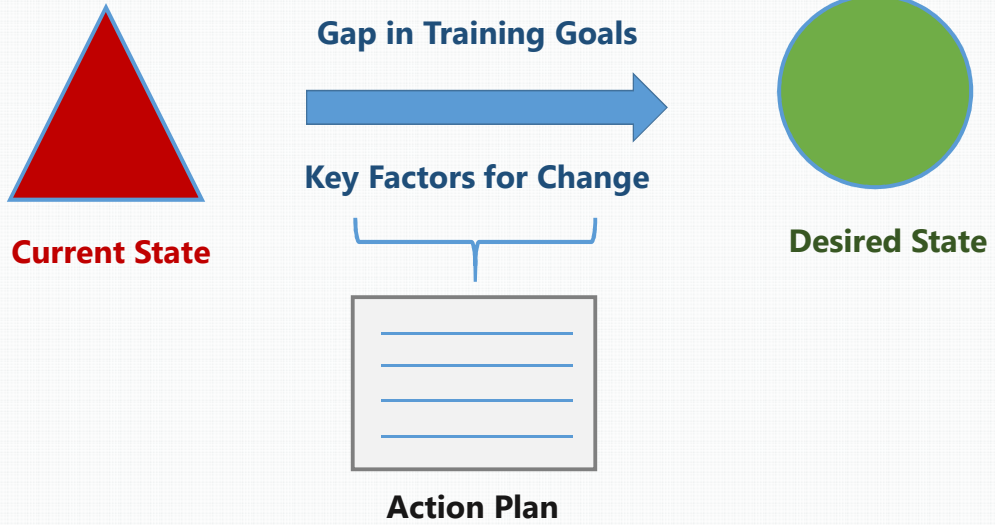 Gap in Training Goals
Key Factors for Change
Current State
Desired State
Action Plan